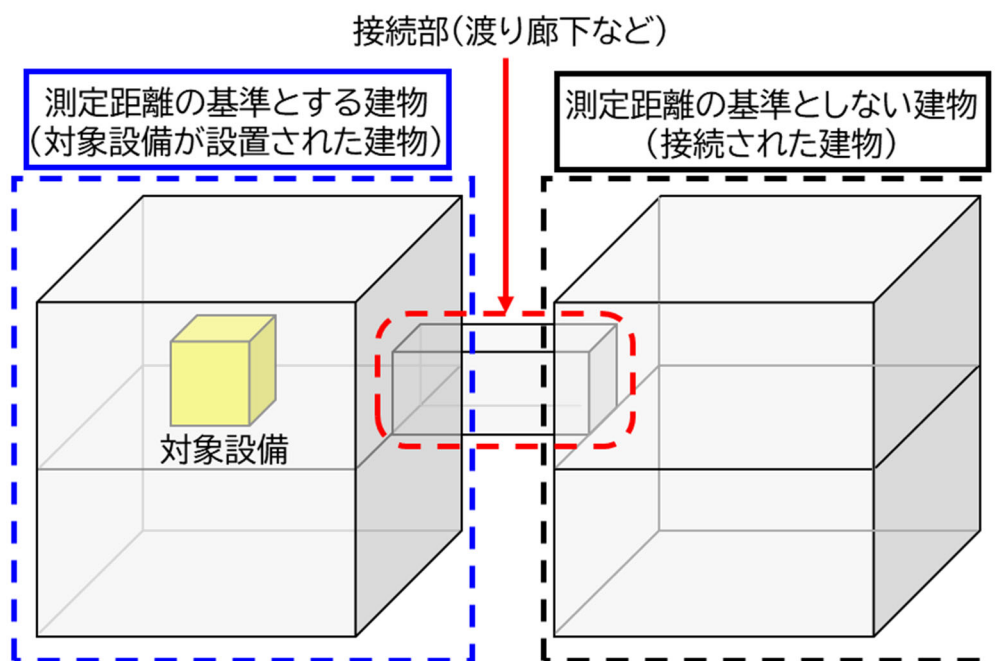 接続部（渡り廊下など）
測定距離の基準とする建物
（対象設備が設置された建物）
測定距離の基準としない建物
（接続された建物）
対象設備